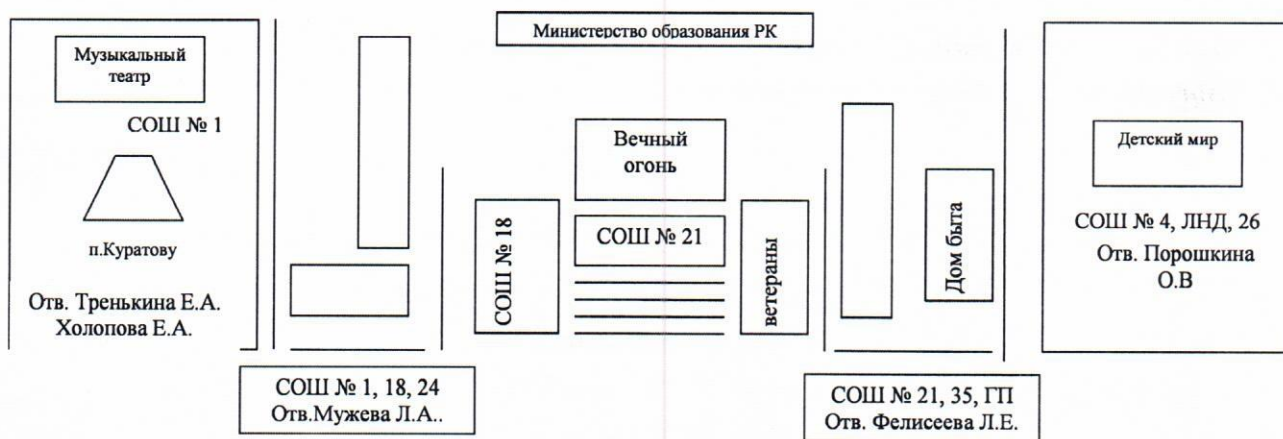 Министерство образования РК
Музыкальный
театр
СОШ № 1
п.Куратову
Отв. Тренькина Е.А.
Холопова Е.А.
СОШ № 1, 18, 24
Отв.Мужева Л.А..
Вечный
огонь
СОШ № 18
СОШ № 21
ветераны
Дом быта
СОШ № 21, 35, ГП
Отв. Фелисеева Л.Е.
Детский мир
СОШ № 4, ЛНД, 26
Отв. Порошкина
О.В